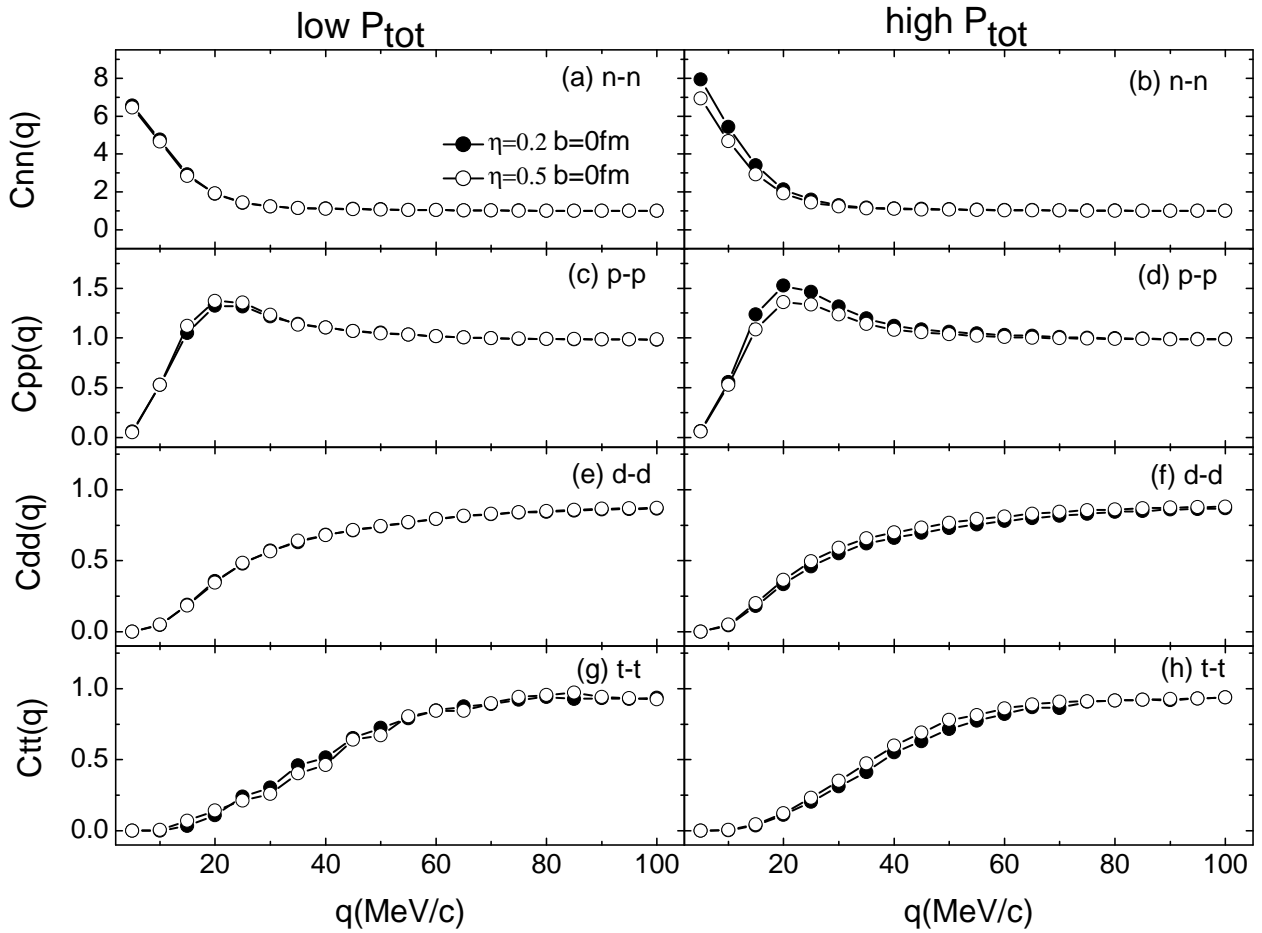 low Ptot
high Ptot
(a) n-n
(b) n-n
Cnn(q)
8
6
4
2
0
η=0.2 b=0fm
η=0.5 b=0fm
(c) p-p
(d) p-p
Cpp(q)
1.5
1.0
0.5
0.0
(e) d-d
(f) d-d
Cdd(q)
1.0
0.5
0.0
(g) t-t
(h) t-t
Ctt(q)
1.0
0.5
0.0
20 40 60 80 100
20 40 60 80 100
q(MeV/c)
q(MeV/c)